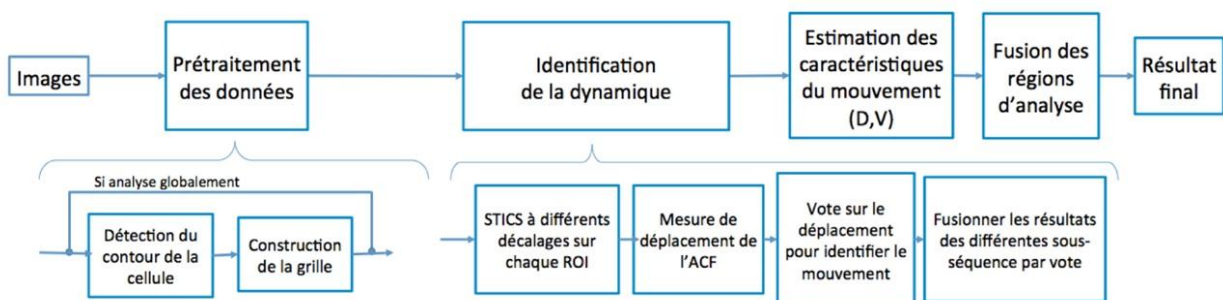 Images
Prétraitement
des données
Identification
de la dynamique
Estimation des
caractéristiques
du mouvement
(D,V)
Fusion des
régions
d’analyse
Résultat
final
Si analyse globalement
Détection du
contour de la
cellule
Construction
de la grille
STICS à différents
décalages sur
chaque ROI
Mesure de
déplacement de
l’ACF
Vote sur le
déplacement
pour identifier le
mouvement
Fusionner les résultats
des différentes sous-
séquence par vote